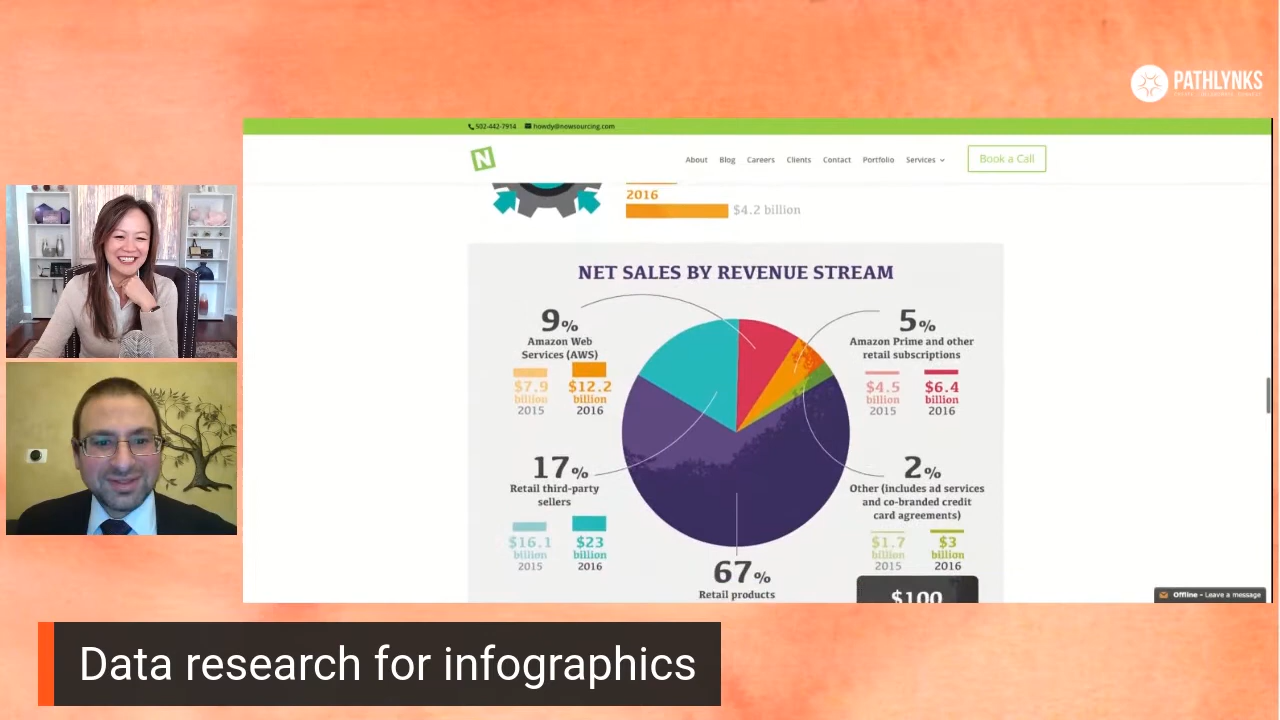 PATHLYNKS
502-442-7914 howdy@nowsourcing.com
N
About Blog Careers Clients Contact Portfolio Services Book a Call
2016
$4.2 billion
NET SALES BY REVENUE STREAM
9%
Amazon Web
Services (AWS)
$7.9 $12.2
billion billion
2015 2016
5%
Amazon Prime and other
retail subscriptions
$4.5 $6.4
billion billion
2015 2016
17%
Retail third-party
sellers
$16.1 $23
billion billion
2015 2016
2%
Other (includes ad services
and co-branded credit
card agreements)
$1.7 $3
billion billion
2015 2016
67%
Retail products
$100
Offline - Leave a message
Data research for infographics